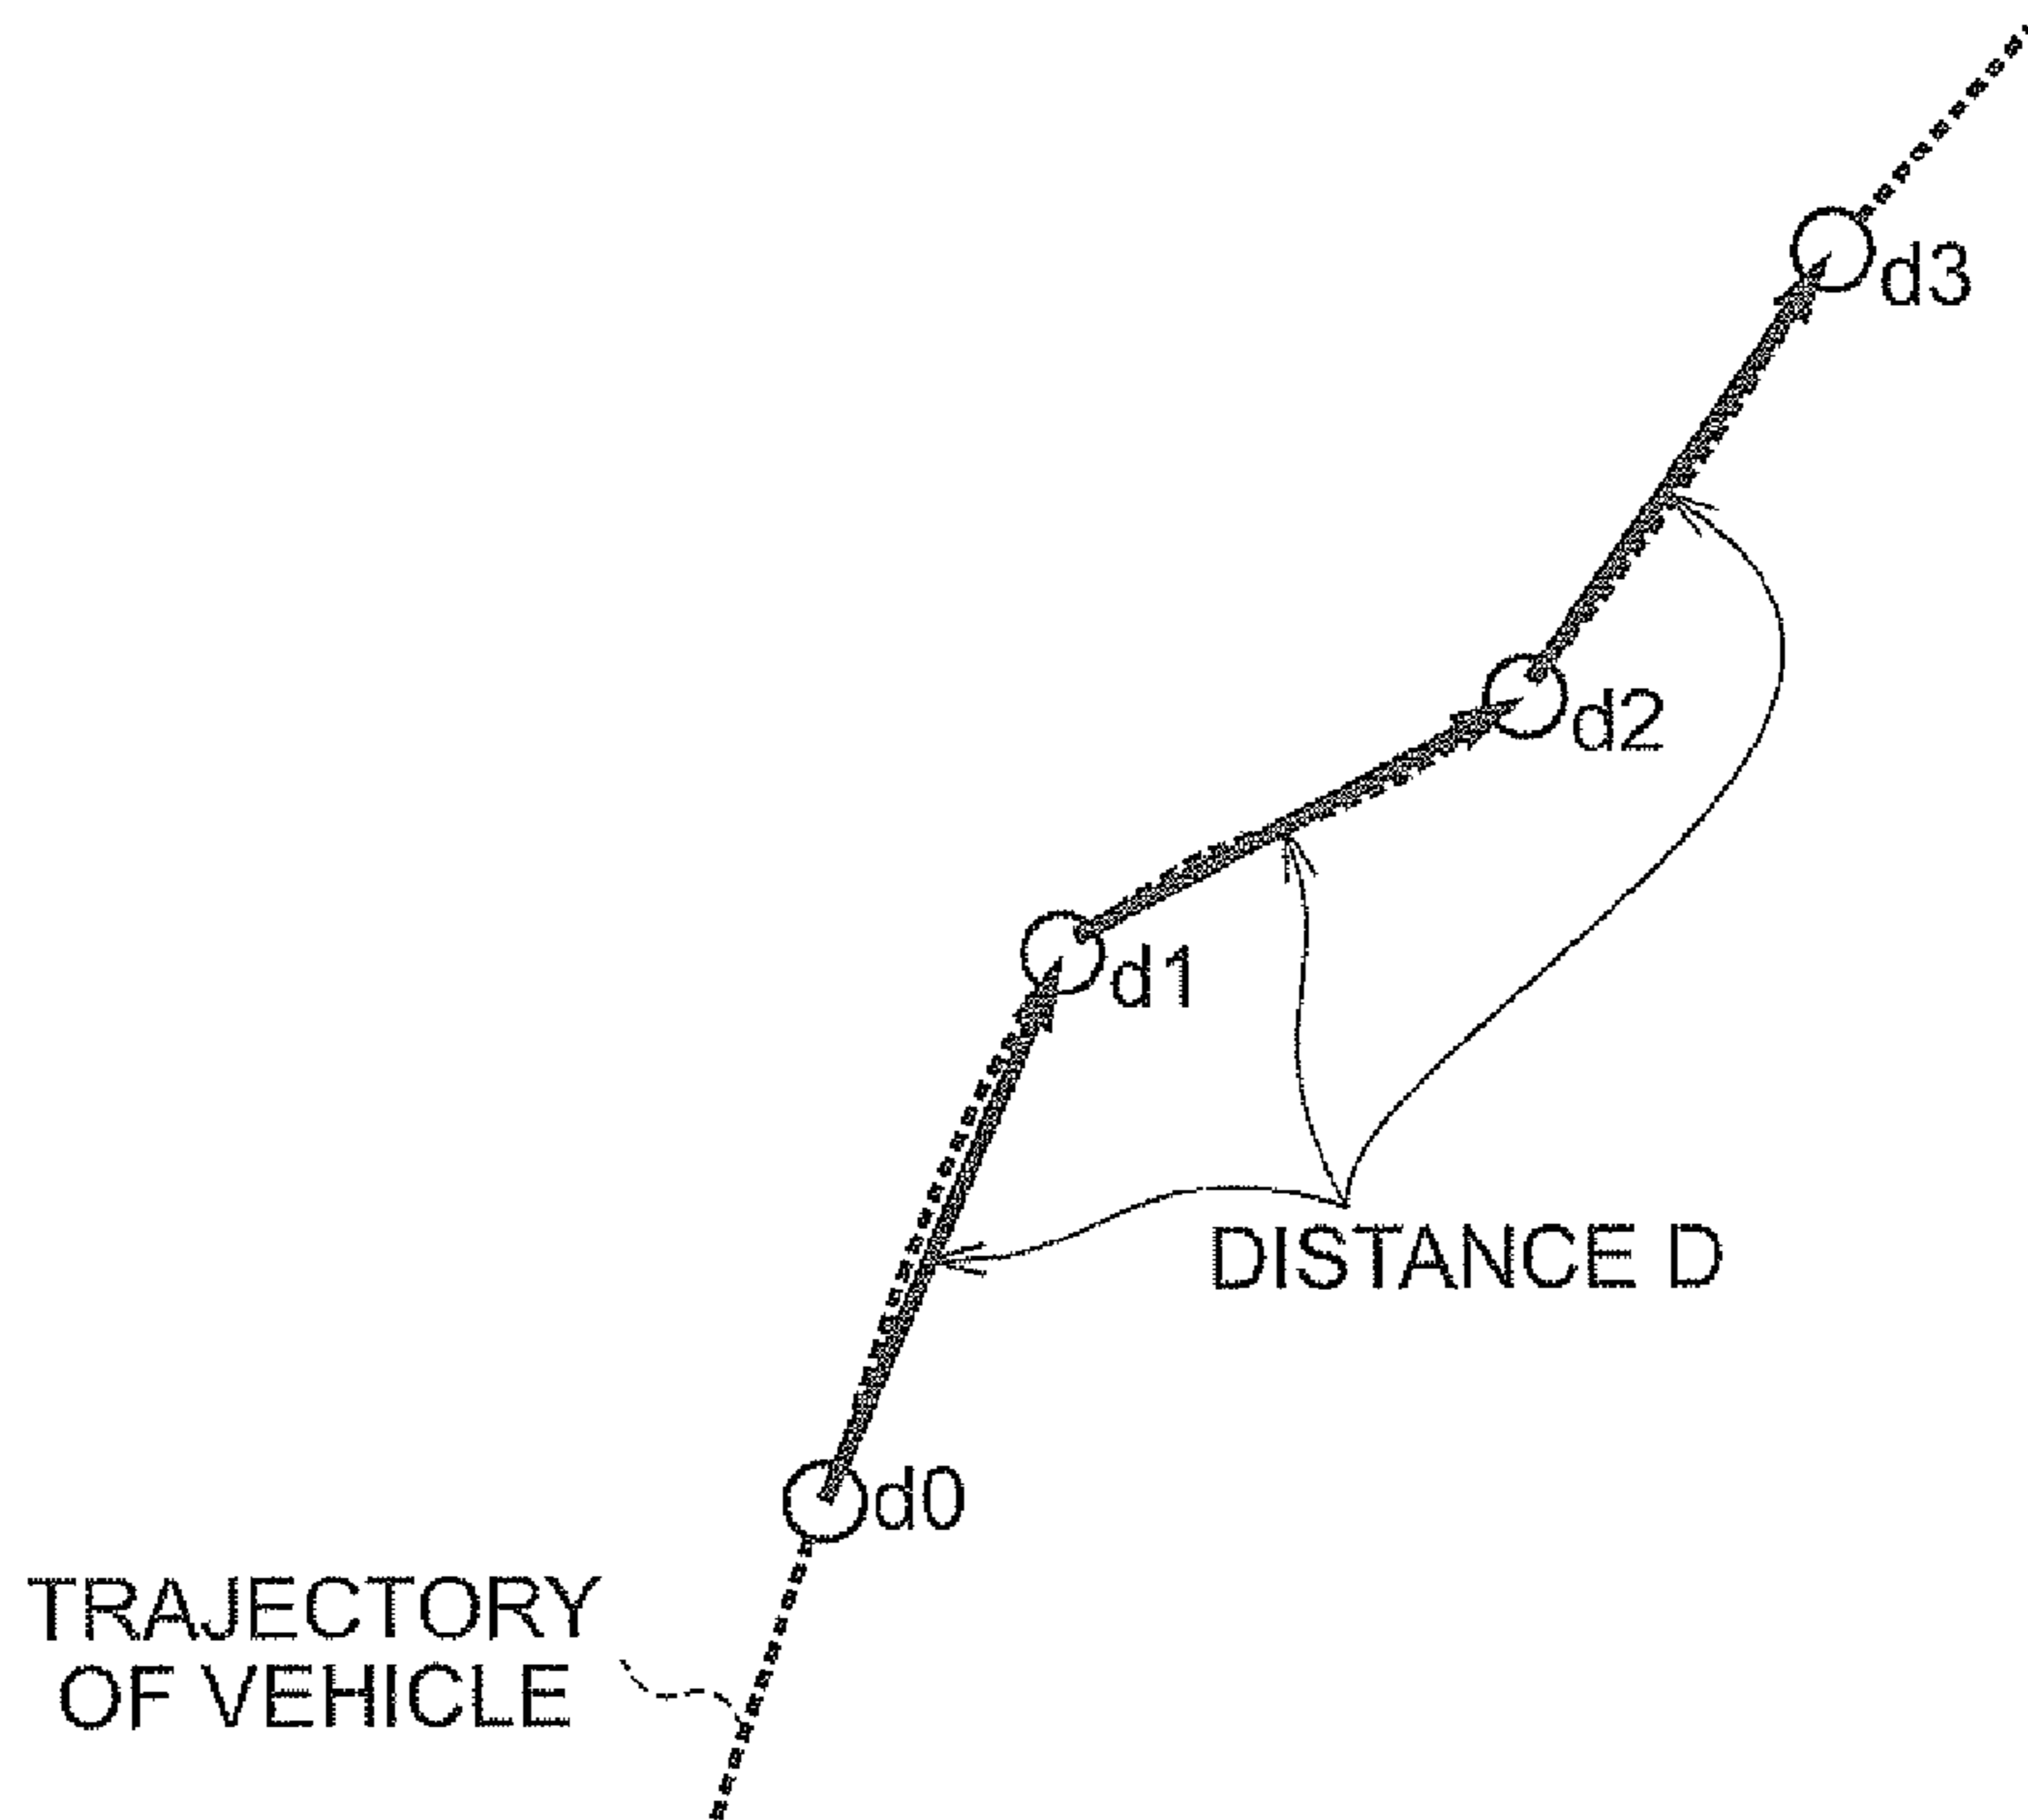 d3
d2
d1
DISTANCE D
d0
TRAJECTORY
OF VEHICLE